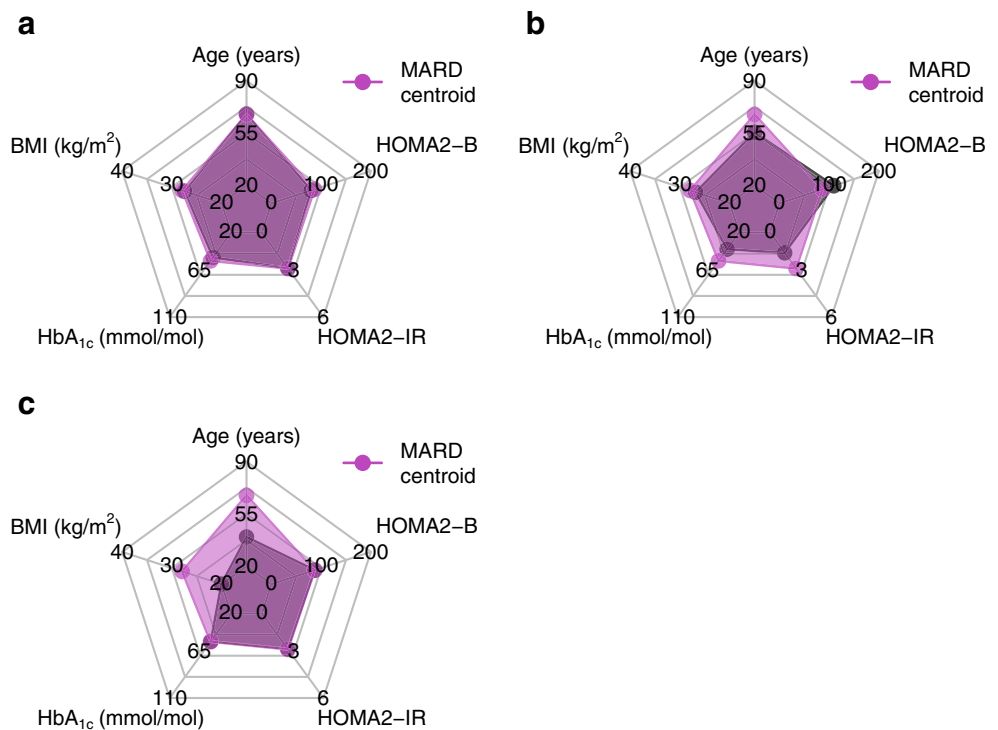 a
Age (years)
90
MARD
centroid
55
BMI (kg/m²)
HOMA2−B
40
30
100
200
20
20
0
20
0
65
3
110
6
HbA₁c (mmol/mol)
HOMA2−IR
b
Age (years)
90
MARD
centroid
55
BMI (kg/m²)
HOMA2−B
40
30
100
200
20
20
0
20
0
65
3
110
6
HbA₁c (mmol/mol)
HOMA2−IR
c
Age (years)
90
MARD
centroid
55
BMI (kg/m²)
HOMA2−B
40
30
100
200
20
20
0
20
0
65
3
110
6
HbA₁c (mmol/mol)
HOMA2−IR